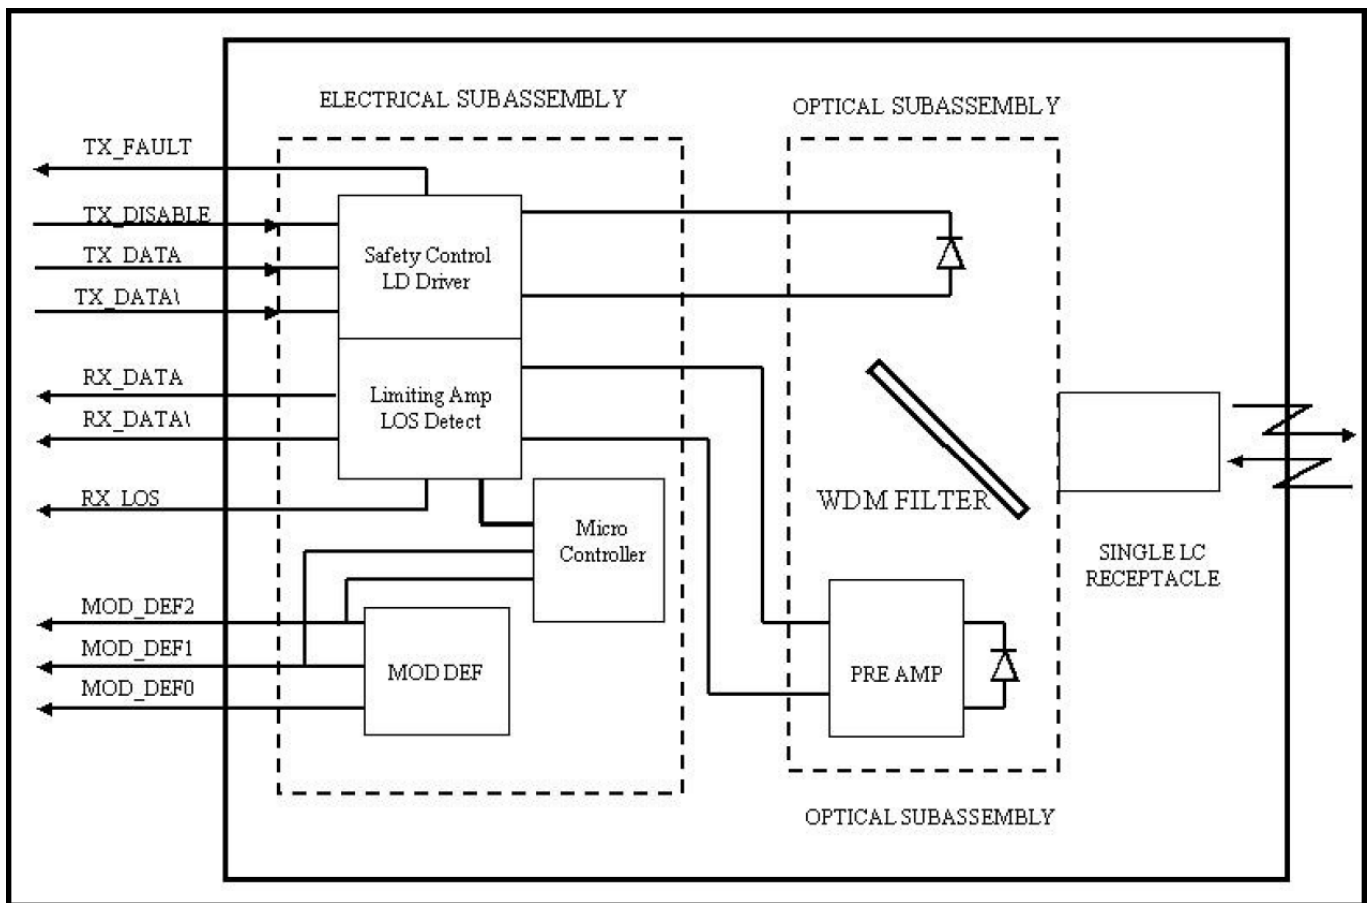 ELECTRICAL SUBASSEMBLY
OPTICAL SUBASSEMBLY
TX_FAULT
TX_DISABLE
TX_DATA
TX_DATA\
Safety Control
LD Driver
RX_DATA
RX_DATA\
Limiting Amp
LOS Detect
RX_LOS
WDM FILTER
Micro
Controller
SINGLE LC
RECEPTACLE
MOD_DEF2
MOD_DEF1
MOD_DEF0
MOD DEF
PRE AMP
OPTICAL SUBASSEMBLY